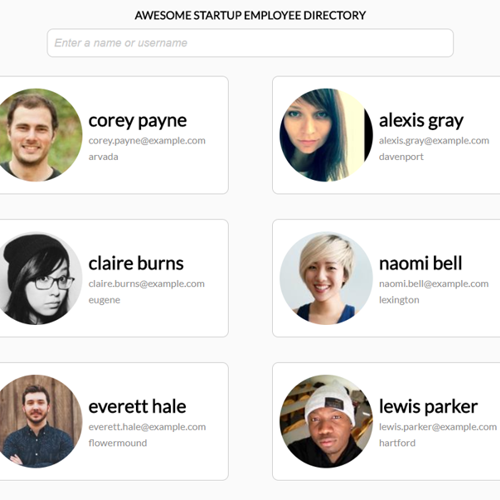 AWESOME STARTUP EMPLOYEE DIRECTORY
Enter a name or username
corey payne
corey.payne@example.com
arvada
alexis gray
alexis.gray@example.com
davenport
claire burns
claire.burns@example.com
eugene
naomi bell
naomi.bell@example.com
lexington
everett hale
everett.hale@example.com
flowermound
lewis parker
lewis.parker@example.com
hartford